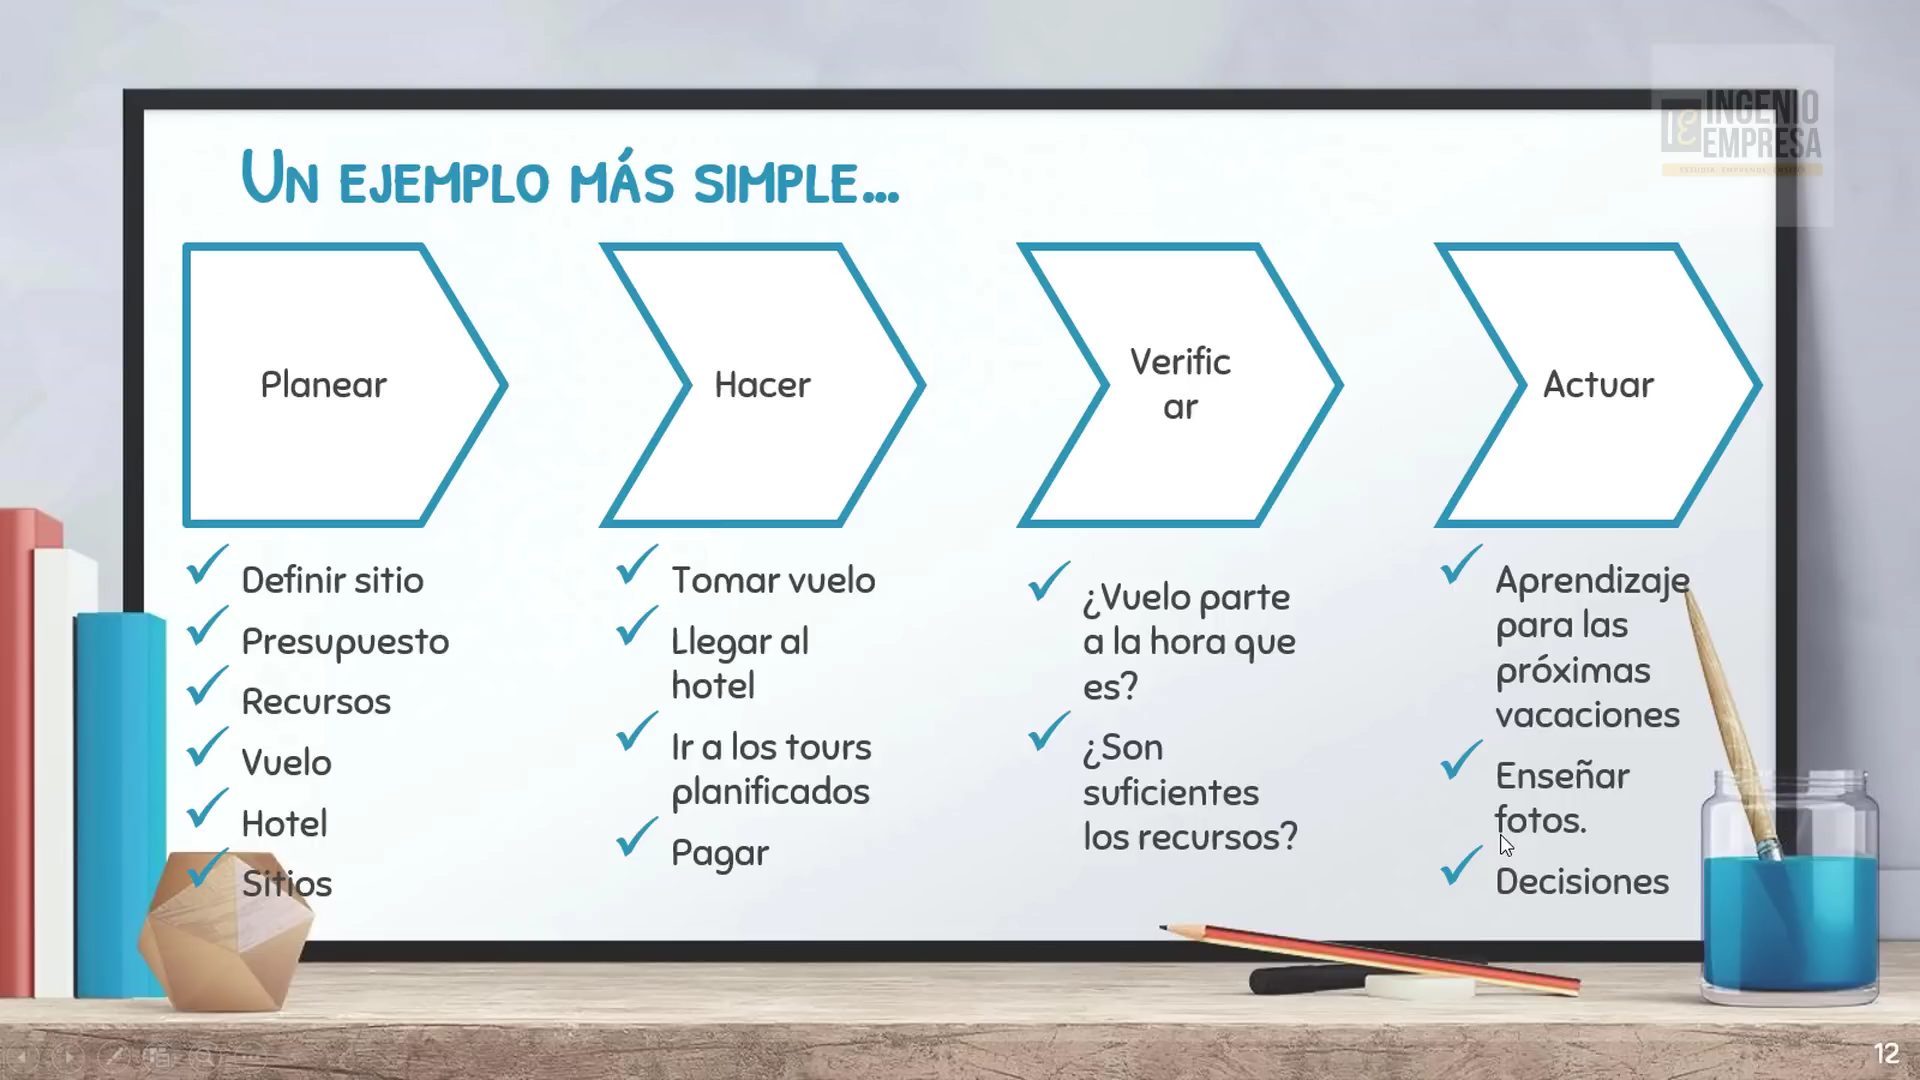 INGENIO
EMPRESA
Un ejemplo más simple...
Planear
Hacer
Verific
ar
Actuar
Definir sitio
Presupuesto
Recursos
Vuelo
Hotel
Sitios
Tomar vuelo
Llegar al
hotel
Ir a los tours
planificados
Pagar
¿Vuelo parte
a la hora que
es?
¿Son
suficientes
los recursos?
Aprendizaje
para las
próximas
vacaciones
Enseñar
fotos.
Decisiones
12